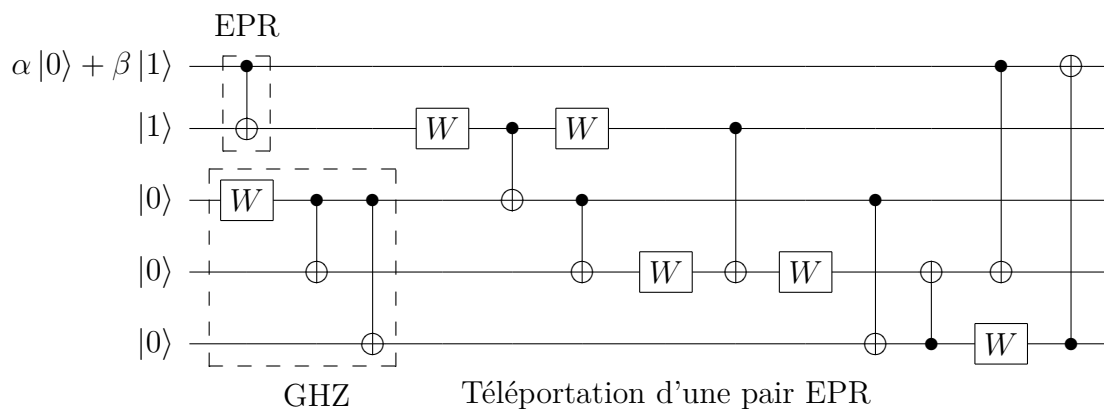 EPR
α |0⟩ + β |1⟩
|1⟩ W W
|0⟩ W
|0⟩ W W
|0⟩ W
GHZ Téléportation d'une pair EPR